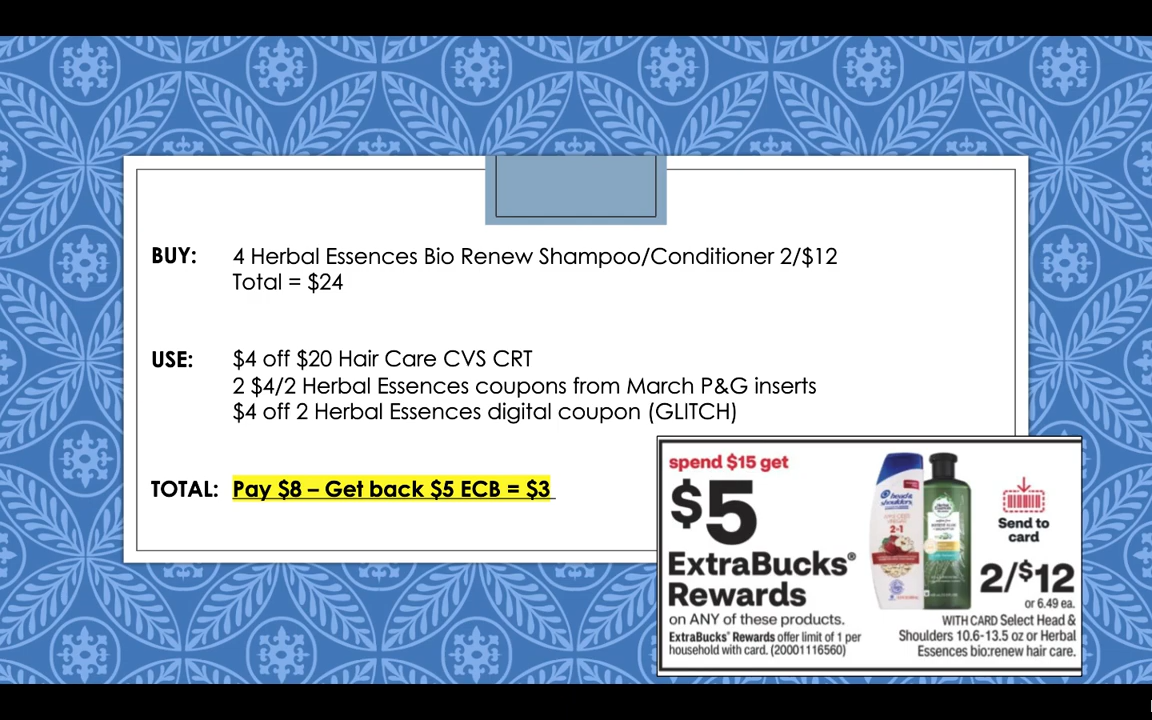 BUY: 4 Herbal Essences Bio Renew Shampoo/Conditioner 2/$12
Total = $24
USE: $4 off $20 Hair Care CVS CRT
2 $4/2 Herbal Essences coupons from March P&G inserts
$4 off 2 Herbal Essences digital coupon (GLITCH)
TOTAL: Pay $8 – Get back $5 ECB = $3
spend $15 get
$5
ExtraBucks®
Rewards
on ANY of these products.
ExtraBucks® Rewards offer limit of 1 per
household with card. (20001116560)
head &
shoulders
2in1
Send to
card
2/$12
or 6.49 ea.
WITH CARD Select Head &
Shoulders 10.6-13.5 oz or Herbal
Essences bio:renew hair care.